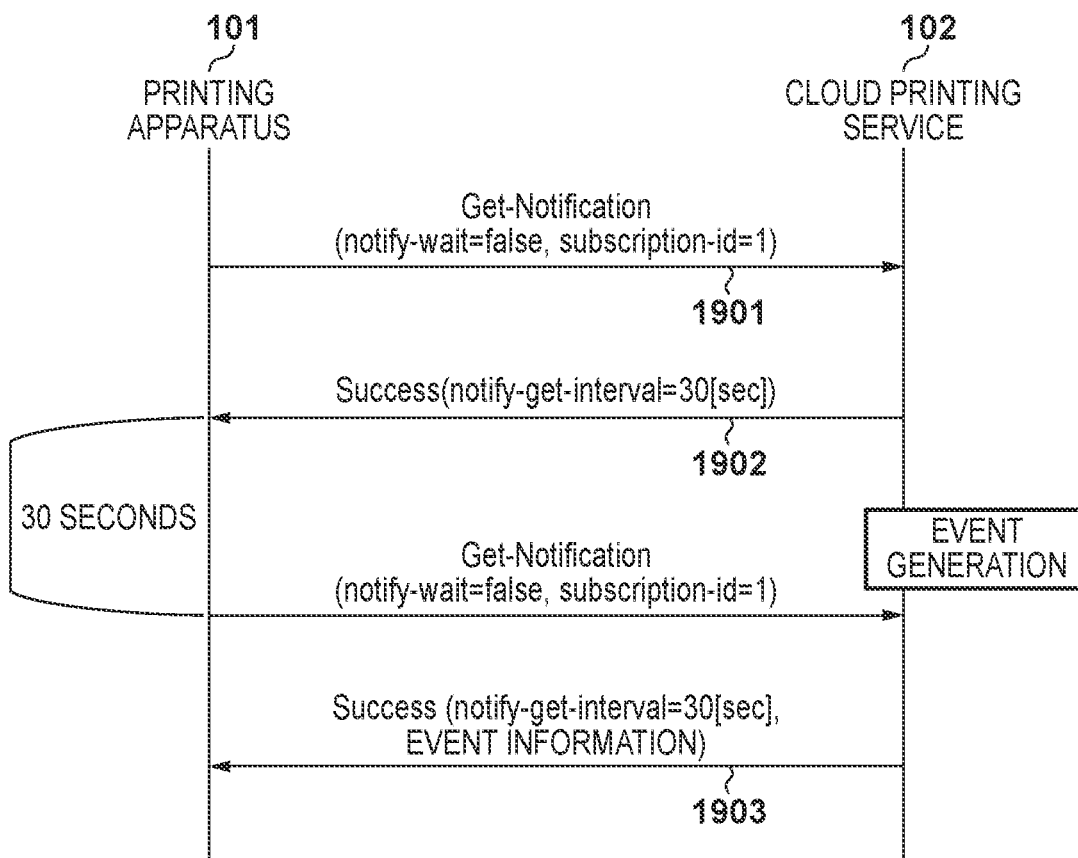 101
PRINTING
APPARATUS
102
CLOUD PRINTING
SERVICE
Get-Notification
(notify-wait=false, subscription-id=1)
1901
Success(notify-get-interval=30[sec])
1902
30 SECONDS
EVENT
GENERATION
Get-Notification
(notify-wait=false, subscription-id=1)
Success (notify-get-interval=30[sec],
EVENT INFORMATION)
1903